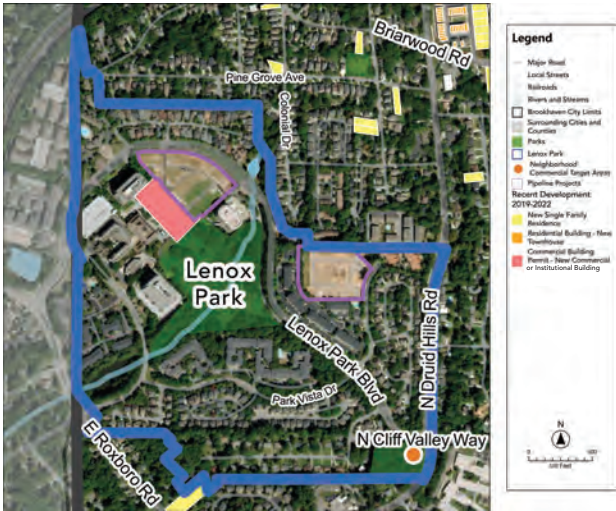 Briarwood Rd
Pine Grove Ave
Colonial Dr
Lenox
Park
Lenox Park Blvd
N Druid Hills Rd
Park Vista Dr
N Cliff Valley Way
E Roxboro Rd
Legend
Major Road
Local Streets
Railroads
Rivers and Streams
Brookhaven City Limits
Surrounding Cities and
Counties
Parks
Lenox Park
Neighborhood
Commercial Target Areas
Pipeline Projects
Recent Development
2019-2022
New Single Family
Residence
Residential Building - New
Townhouse
Commercial Building
Permit - New Commercial
or Institutional Building
N
0
Feet